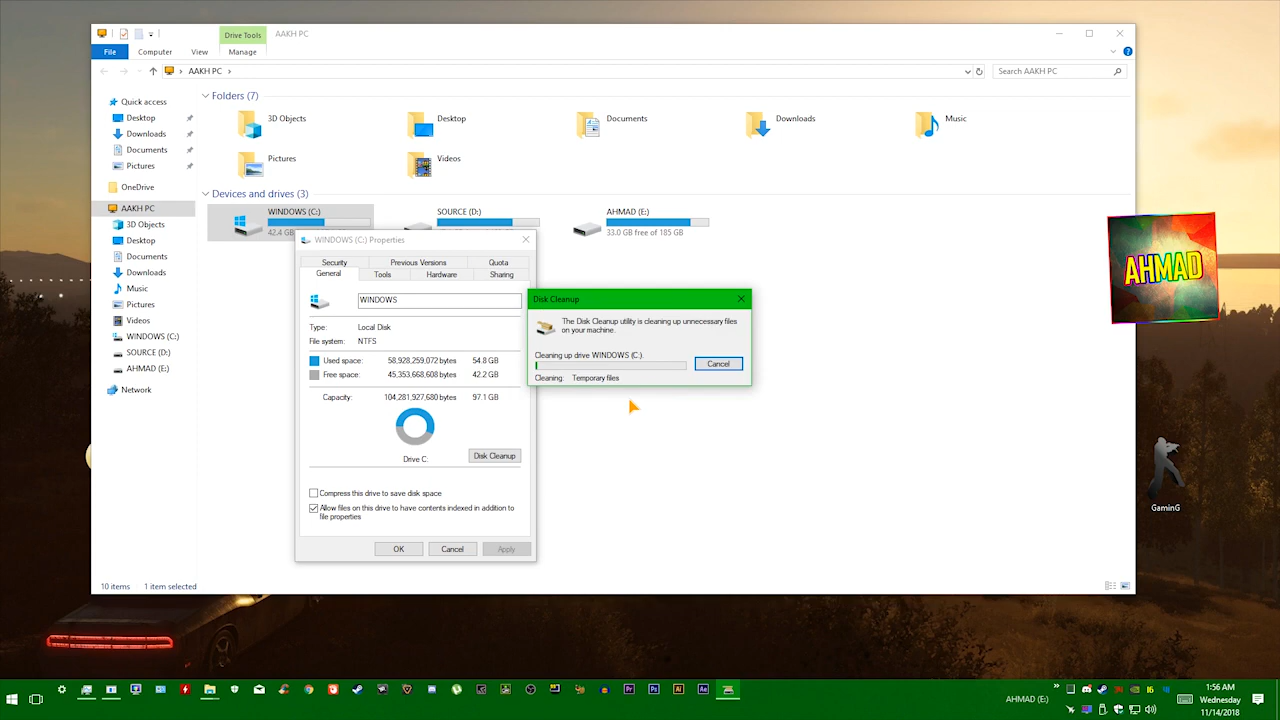 Drive Tools
AAKH PC
File
Computer
View
Manage
AAKH PC
Search AAKH PC
Quick access
Desktop
Downloads
Documents
Pictures
OneDrive
AAKH PC
3D Objects
Desktop
Documents
Downloads
Music
Pictures
Videos
WINDOWS (C:)
SOURCE (D:)
AHMAD (E:)
Network
Folders (7)
3D Objects
Desktop
Documents
Downloads
Music
Pictures
Videos
Devices and drives (3)
WINDOWS (C:)
42.4 GB
SOURCE (D:)
AHMAD (E:)
33.0 GB free of 185 GB
WINDOWS (C:) Properties
Security
Previous Versions
Quota
General
Tools
Hardware
Sharing
WINDOWS
Type: Local Disk
File system: NTFS
Used space: 58,928,259,072 bytes 54.8 GB
Free space: 45,353,668,608 bytes 42.2 GB
Capacity: 104,281,927,680 bytes 97.1 GB
Drive C:
Disk Cleanup
Compress this drive to save disk space
Allow files on this drive to have contents indexed in addition to
file properties
OK
Cancel
Apply
Disk Cleanup
The Disk Cleanup utility is cleaning up unnecessary files
on your machine.
Cleaning up drive WINDOWS (C:).
Cancel
Cleaning: Temporary files
AHMAD
GaminG
10 items
1 item selected
AHMAD (E:)
1:56 AM
Wednesday
11/14/2018